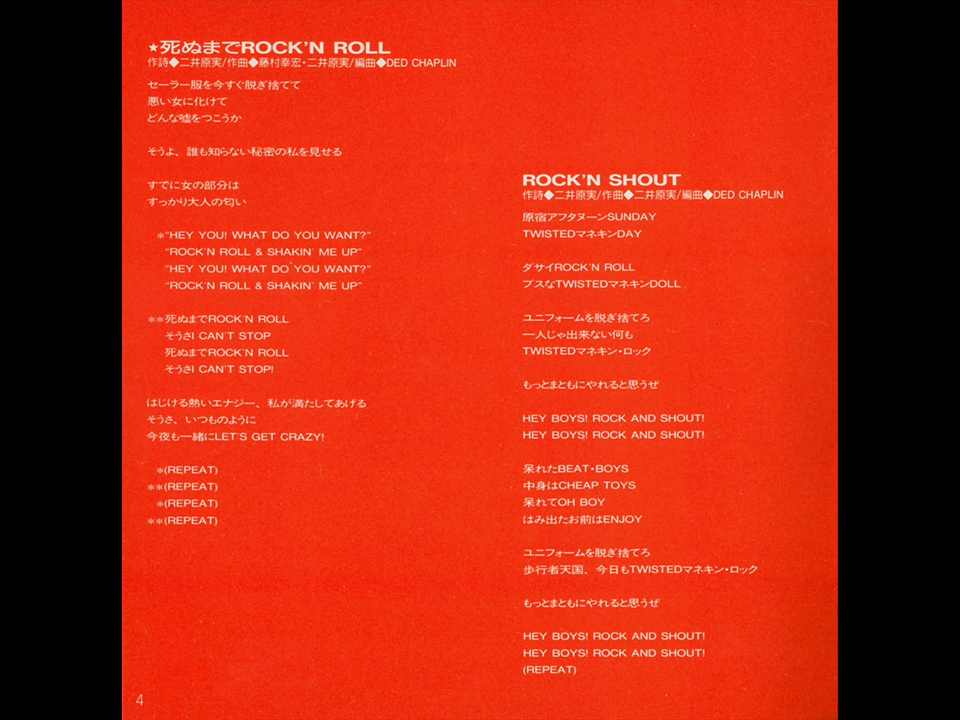 ★死ぬまでROCK'N ROLL
作詩◆二井原実/作曲◆藤村幸宏・二井原実/編曲◆DED CHAPLIN
セーラー服を今すぐ脱ぎ捨てて
悪い女に化けて
どんな嘘をつこうか
そうよ、誰も知らない秘密の私を見せる
すでに女の部分は
すっかり大人の匂い
*"HEY YOU! WHAT DO YOU WANT?"
"ROCK'N ROLL & SHAKIN' ME UP"
"HEY YOU! WHAT DO YOU WANT?"
"ROCK'N ROLL & SHAKIN' ME UP"
**死ぬまでROCK'N ROLL
そうさI CAN'T STOP
死ぬまでROCK'N ROLL
そうさI CAN'T STOP!
はじける熱いエナジー、私が満たしてあげる
そうさ、いつものように
今夜も一緒にLET'S GET CRAZY!
*(REPEAT)
**(REPEAT)
*(REPEAT)
**(REPEAT)
ROCK'N SHOUT
作詩◆二井原実/作曲◆二井原実/編曲◆DED CHAPLIN
原宿アフタヌーンSUNDAY
TWISTEDマネキンDAY
ダサイROCK'N ROLL
ブスなTWISTEDマネキンDOLL
ユニフォームを脱ぎ捨てろ
一人じゃ出来ない何も
TWISTEDマネキン・ロック
もっとまともにやれると思うぜ
HEY BOYS! ROCK AND SHOUT!
HEY BOYS! ROCK AND SHOUT!
呆れたBEAT・BOYS
中身はCHEAP TOYS
呆れてOH BOY
はみ出たお前はENJOY
ユニフォームを脱ぎ捨てろ
歩行者天国、今日もTWISTEDマネキン・ロック
もっとまともにやれると思うぜ
HEY BOYS! ROCK AND SHOUT!
HEY BOYS! ROCK AND SHOUT!
(REPEAT)
4